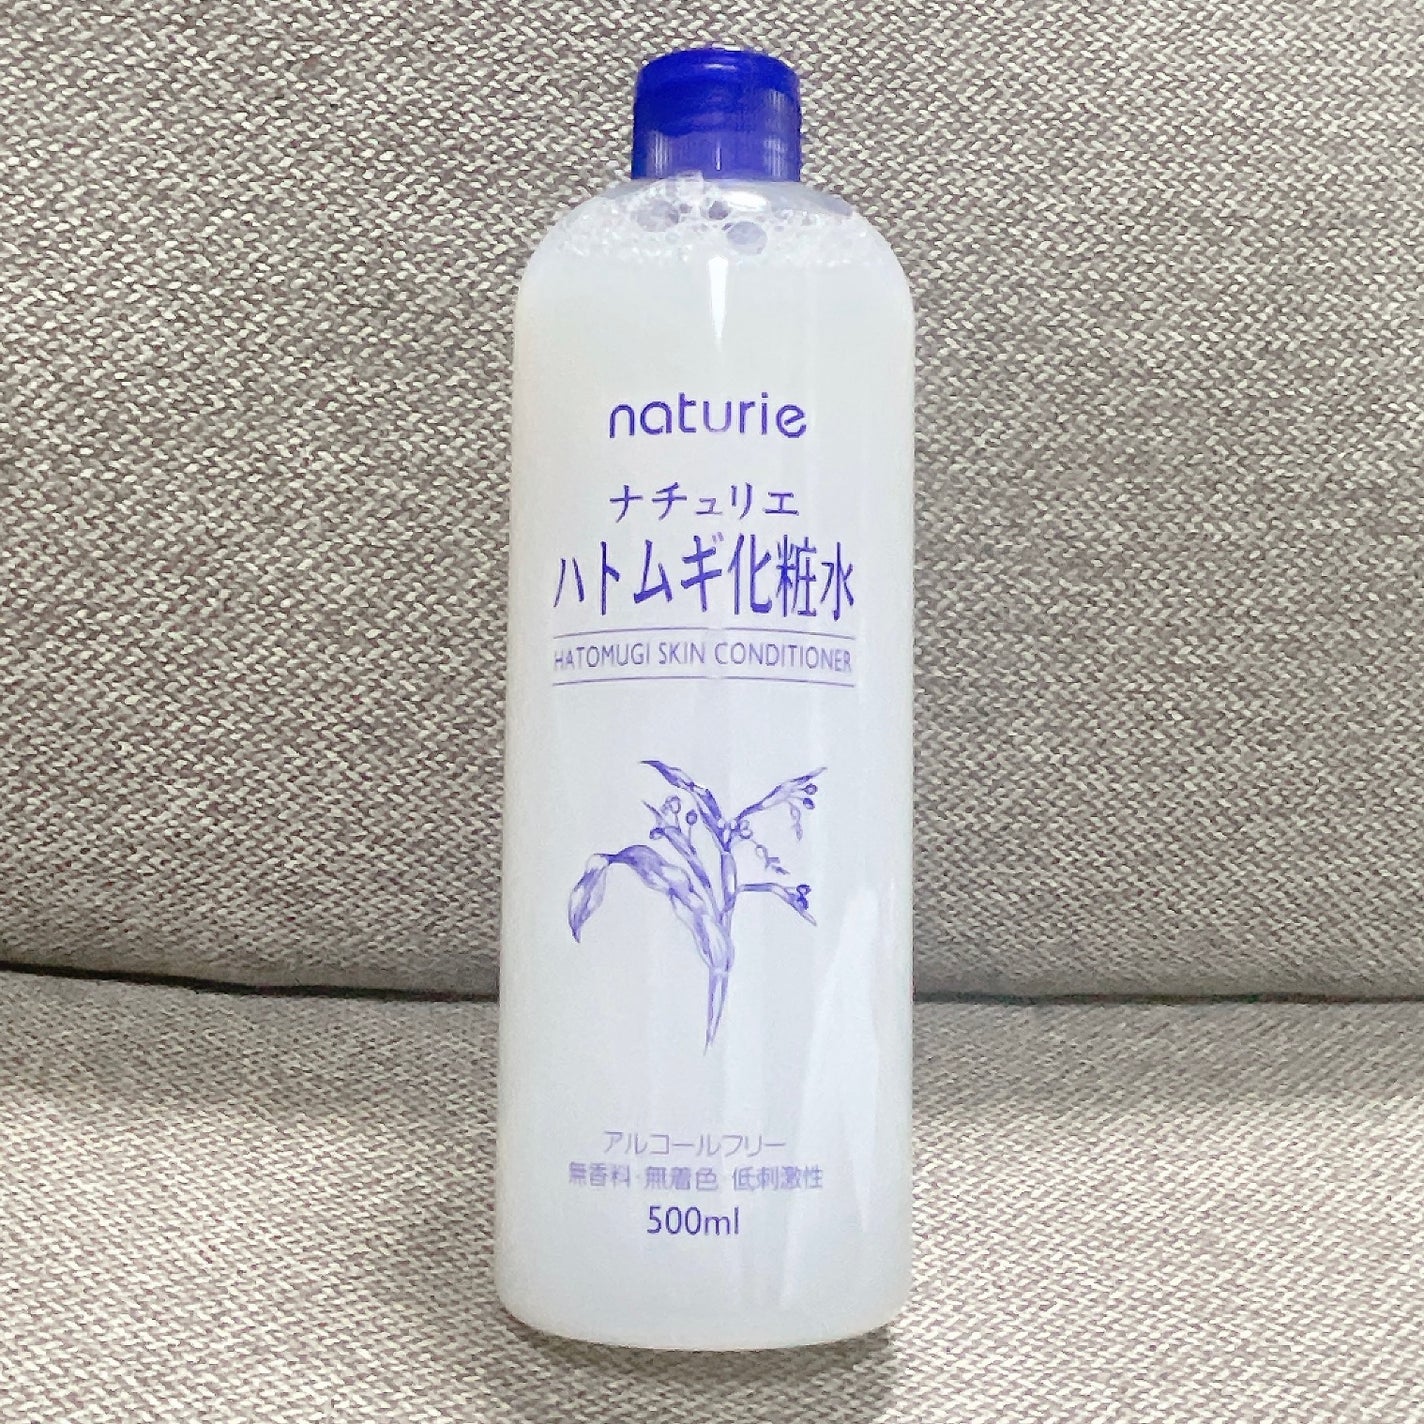 naturie
ナチュリエ
ハトムギ化粧水
HATOMUGI SKIN CONDITIONER
アルコールフリー
無香料・無着色 低刺激性
500ml